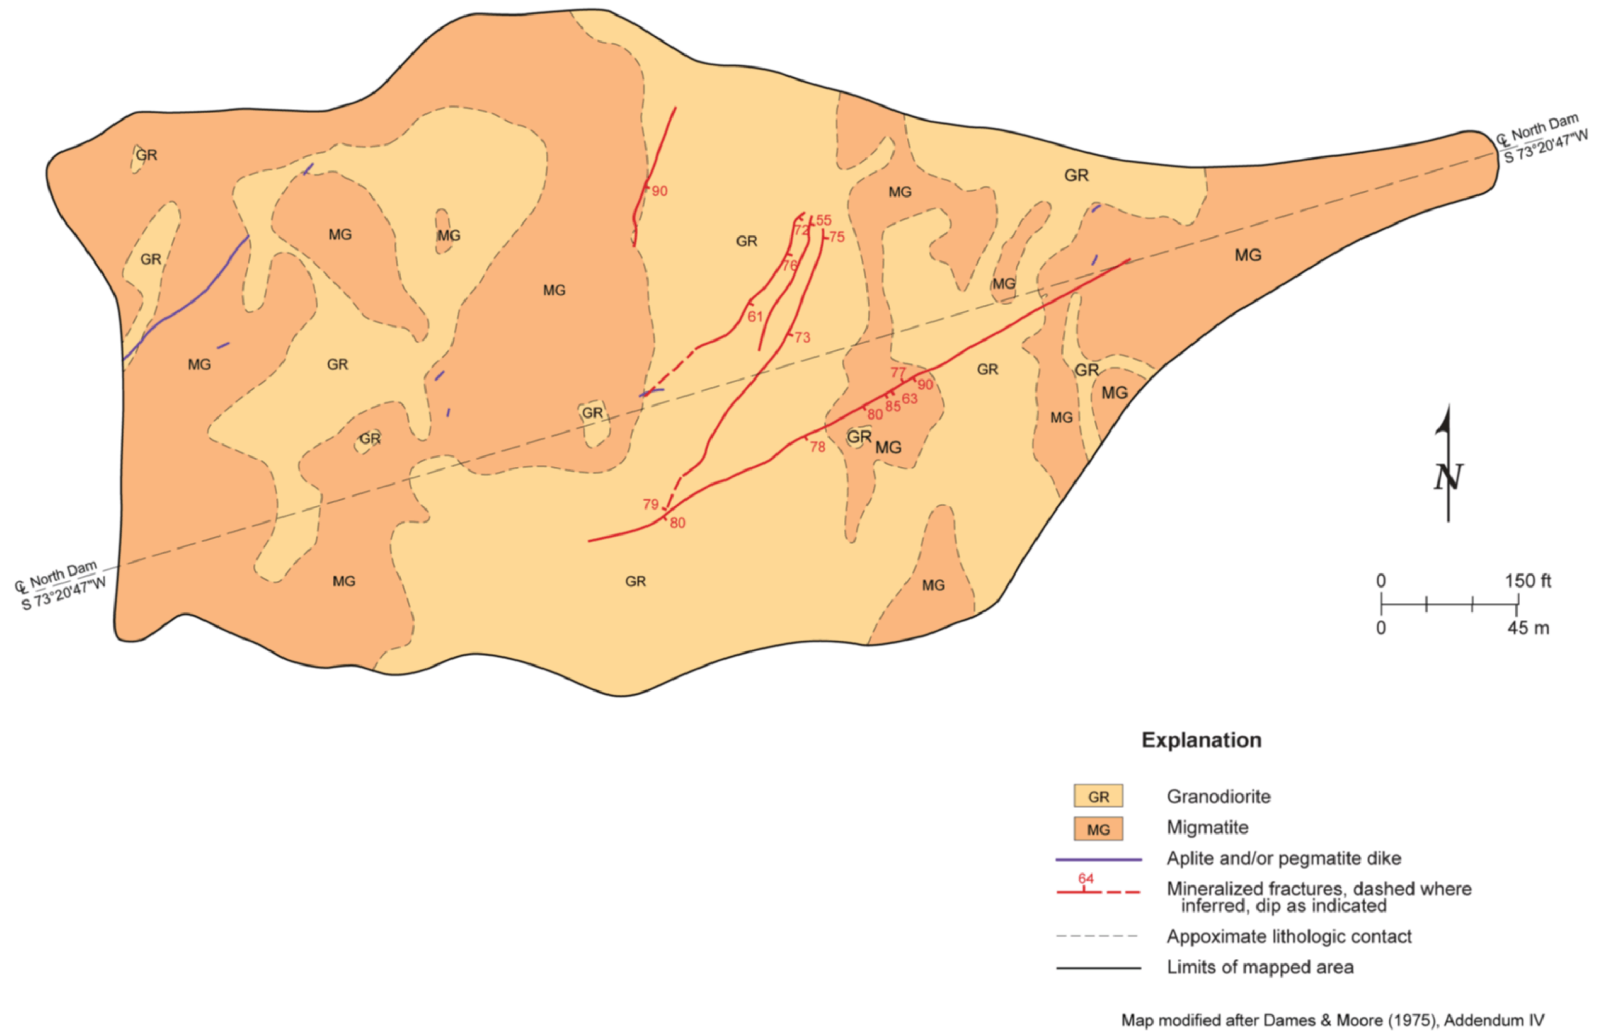 ℄ North Dam
S 73°20'47"W
GR
GR
MG
MG
GR
MG
GR
MG
GR
MG
90
MG
GR
GR
72
55
75
76
61
73
MG
GR
MG
MG
GR
GR
MG
MG
77
90
63
85
80
78
GR
MG
79
80
GR
MG
℄ North Dam
S 73°20'47"W
N
0 150 ft
0 45 m
Explanation
GR Granodiorite
MG Migmatite
Aplite and/or pegmatite dike
64
Mineralized fractures, dashed where
inferred, dip as indicated
Appoximate lithologic contact
Limits of mapped area
Map modified after Dames & Moore (1975), Addendum IV